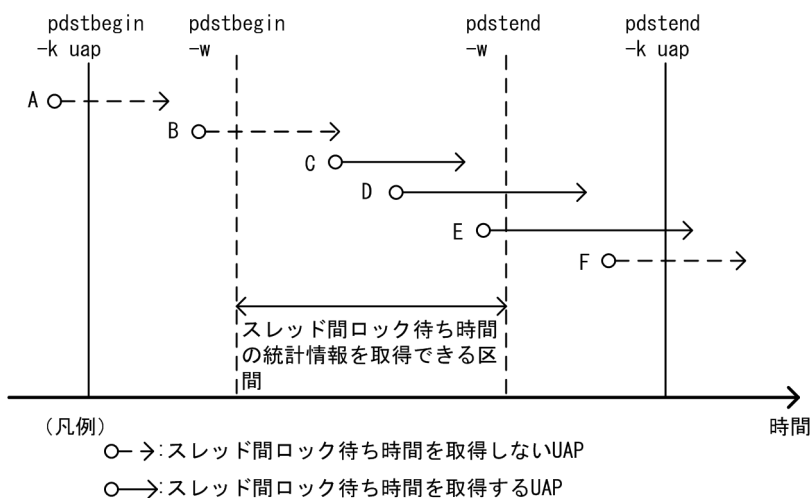 pdstbegin
-k uap
pdstbegin
-w
pdstend
-w
pdstend
-k uap
A
B
C
D
E
F
スレッド間ロック待ち時間
の統計情報を取得できる区
間
時間
(凡例)
:スレッド間ロック待ち時間を取得しないUAP
:スレッド間ロック待ち時間を取得するUAP